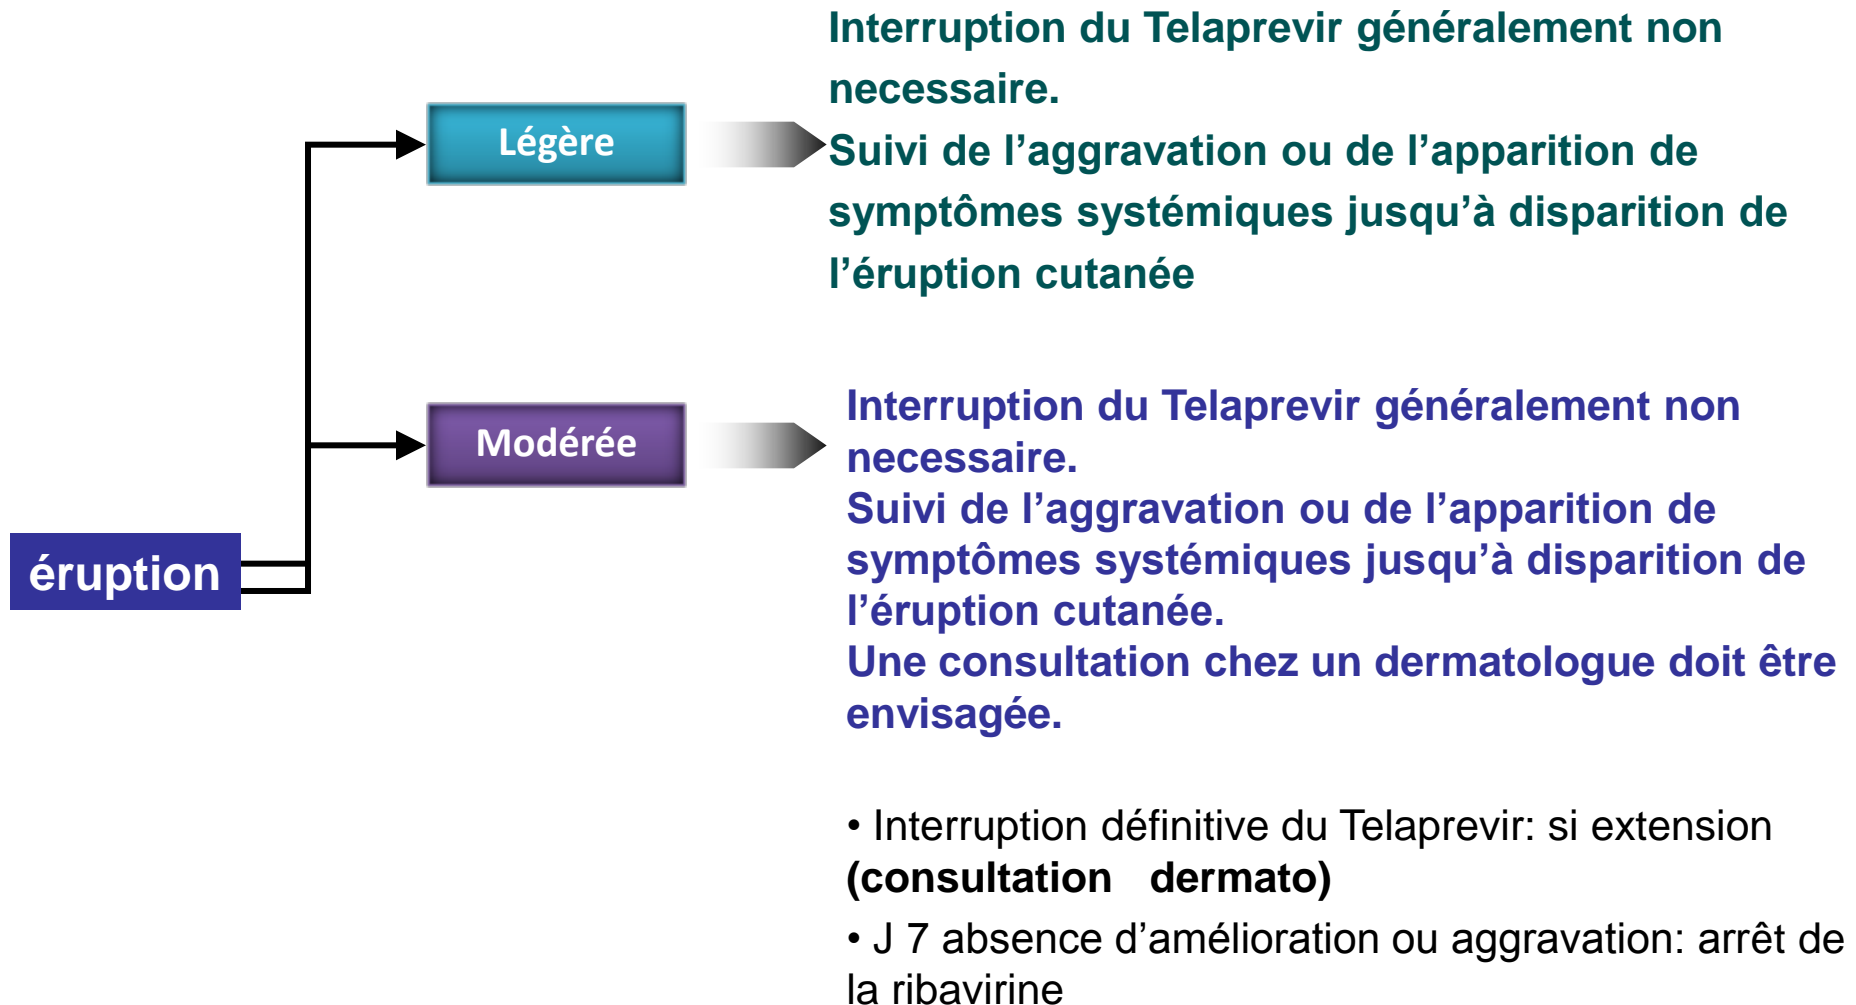 Interruption du Telaprevir généralement non
necessaire.
Légère
Suivi de l’aggravation ou de l’apparition de
symptômes systémiques jusqu’à disparition de
l’éruption cutanée
Interruption du Telaprevir généralement non
necessaire.
Modérée
Suivi de l’aggravation ou de l’apparition de
symptômes systémiques jusqu’à disparition de
l’éruption cutanée.
Une consultation chez un dermatologue doit être
envisagée.
éruption
• Interruption définitive du Telaprevir: si extension
(consultation dermato)
• J 7 absence d’amélioration ou aggravation: arrêt de
la ribavirine